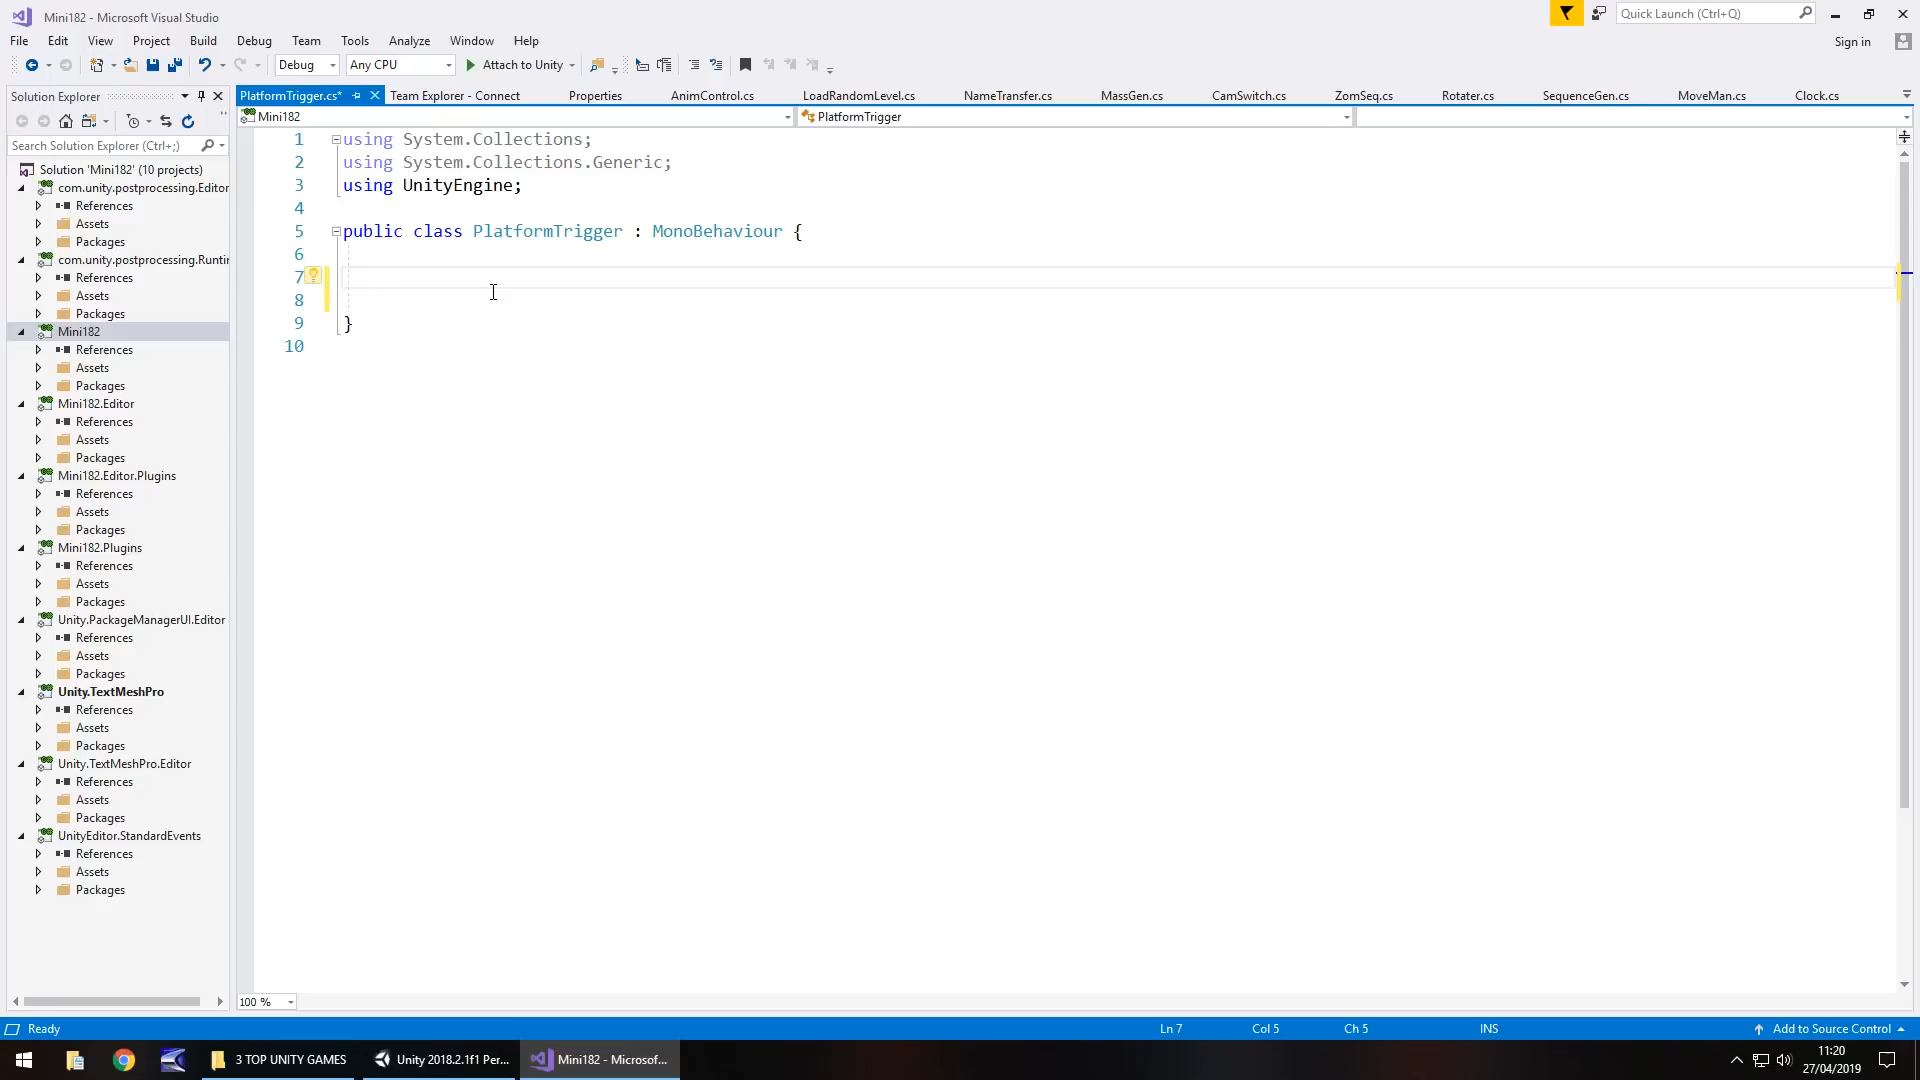 Mini182 - Microsoft Visual Studio
Quick Launch (Ctrl+Q)
File Edit View Project Build Debug Team Tools Test Analyze Window Help
Sign in
Debug Any CPU Attach to Unity
Solution Explorer
PlatformTrigger.cs* Team Explorer - Connect Properties AnimControl.cs LoadRandomLevel.cs NameTransfer.cs MassGen.cs CamSwitch.cs ZomSeq.cs Rotater.cs SequenceGen.cs MoveMan.cs Clock.cs
Mini182 PlatformTrigger
Search Solution Explorer (Ctrl+;)
Solution 'Mini182' (10 projects)
com.unity.postprocessing.Editor
References
Assets
Packages
com.unity.postprocessing.Runtir
References
Assets
Packages
Mini182
References
Assets
Packages
Mini182.Editor
References
Assets
Packages
Mini182.Editor.Plugins
References
Assets
Packages
Mini182.Plugins
References
Assets
Packages
Unity.PackageManagerUI.Editor
References
Assets
Packages
Unity.TextMeshPro
References
Assets
Packages
Unity.TextMeshPro.Editor
References
Assets
Packages
UnityEditor.StandardEvents
References
Assets
Packages
1 using System.Collections;
2 using System.Collections.Generic;
3 using UnityEngine;
4
5 public class PlatformTrigger : MonoBehaviour {
6
7
8
9 }
10
100 %
Ready Ln 7 Col 5 Ch 5 INS Add to Source Control
3 TOP UNITY GAMES Unity 2018.2.1f1 Per... Mini182 - Microsof...
11:20
27/04/2019